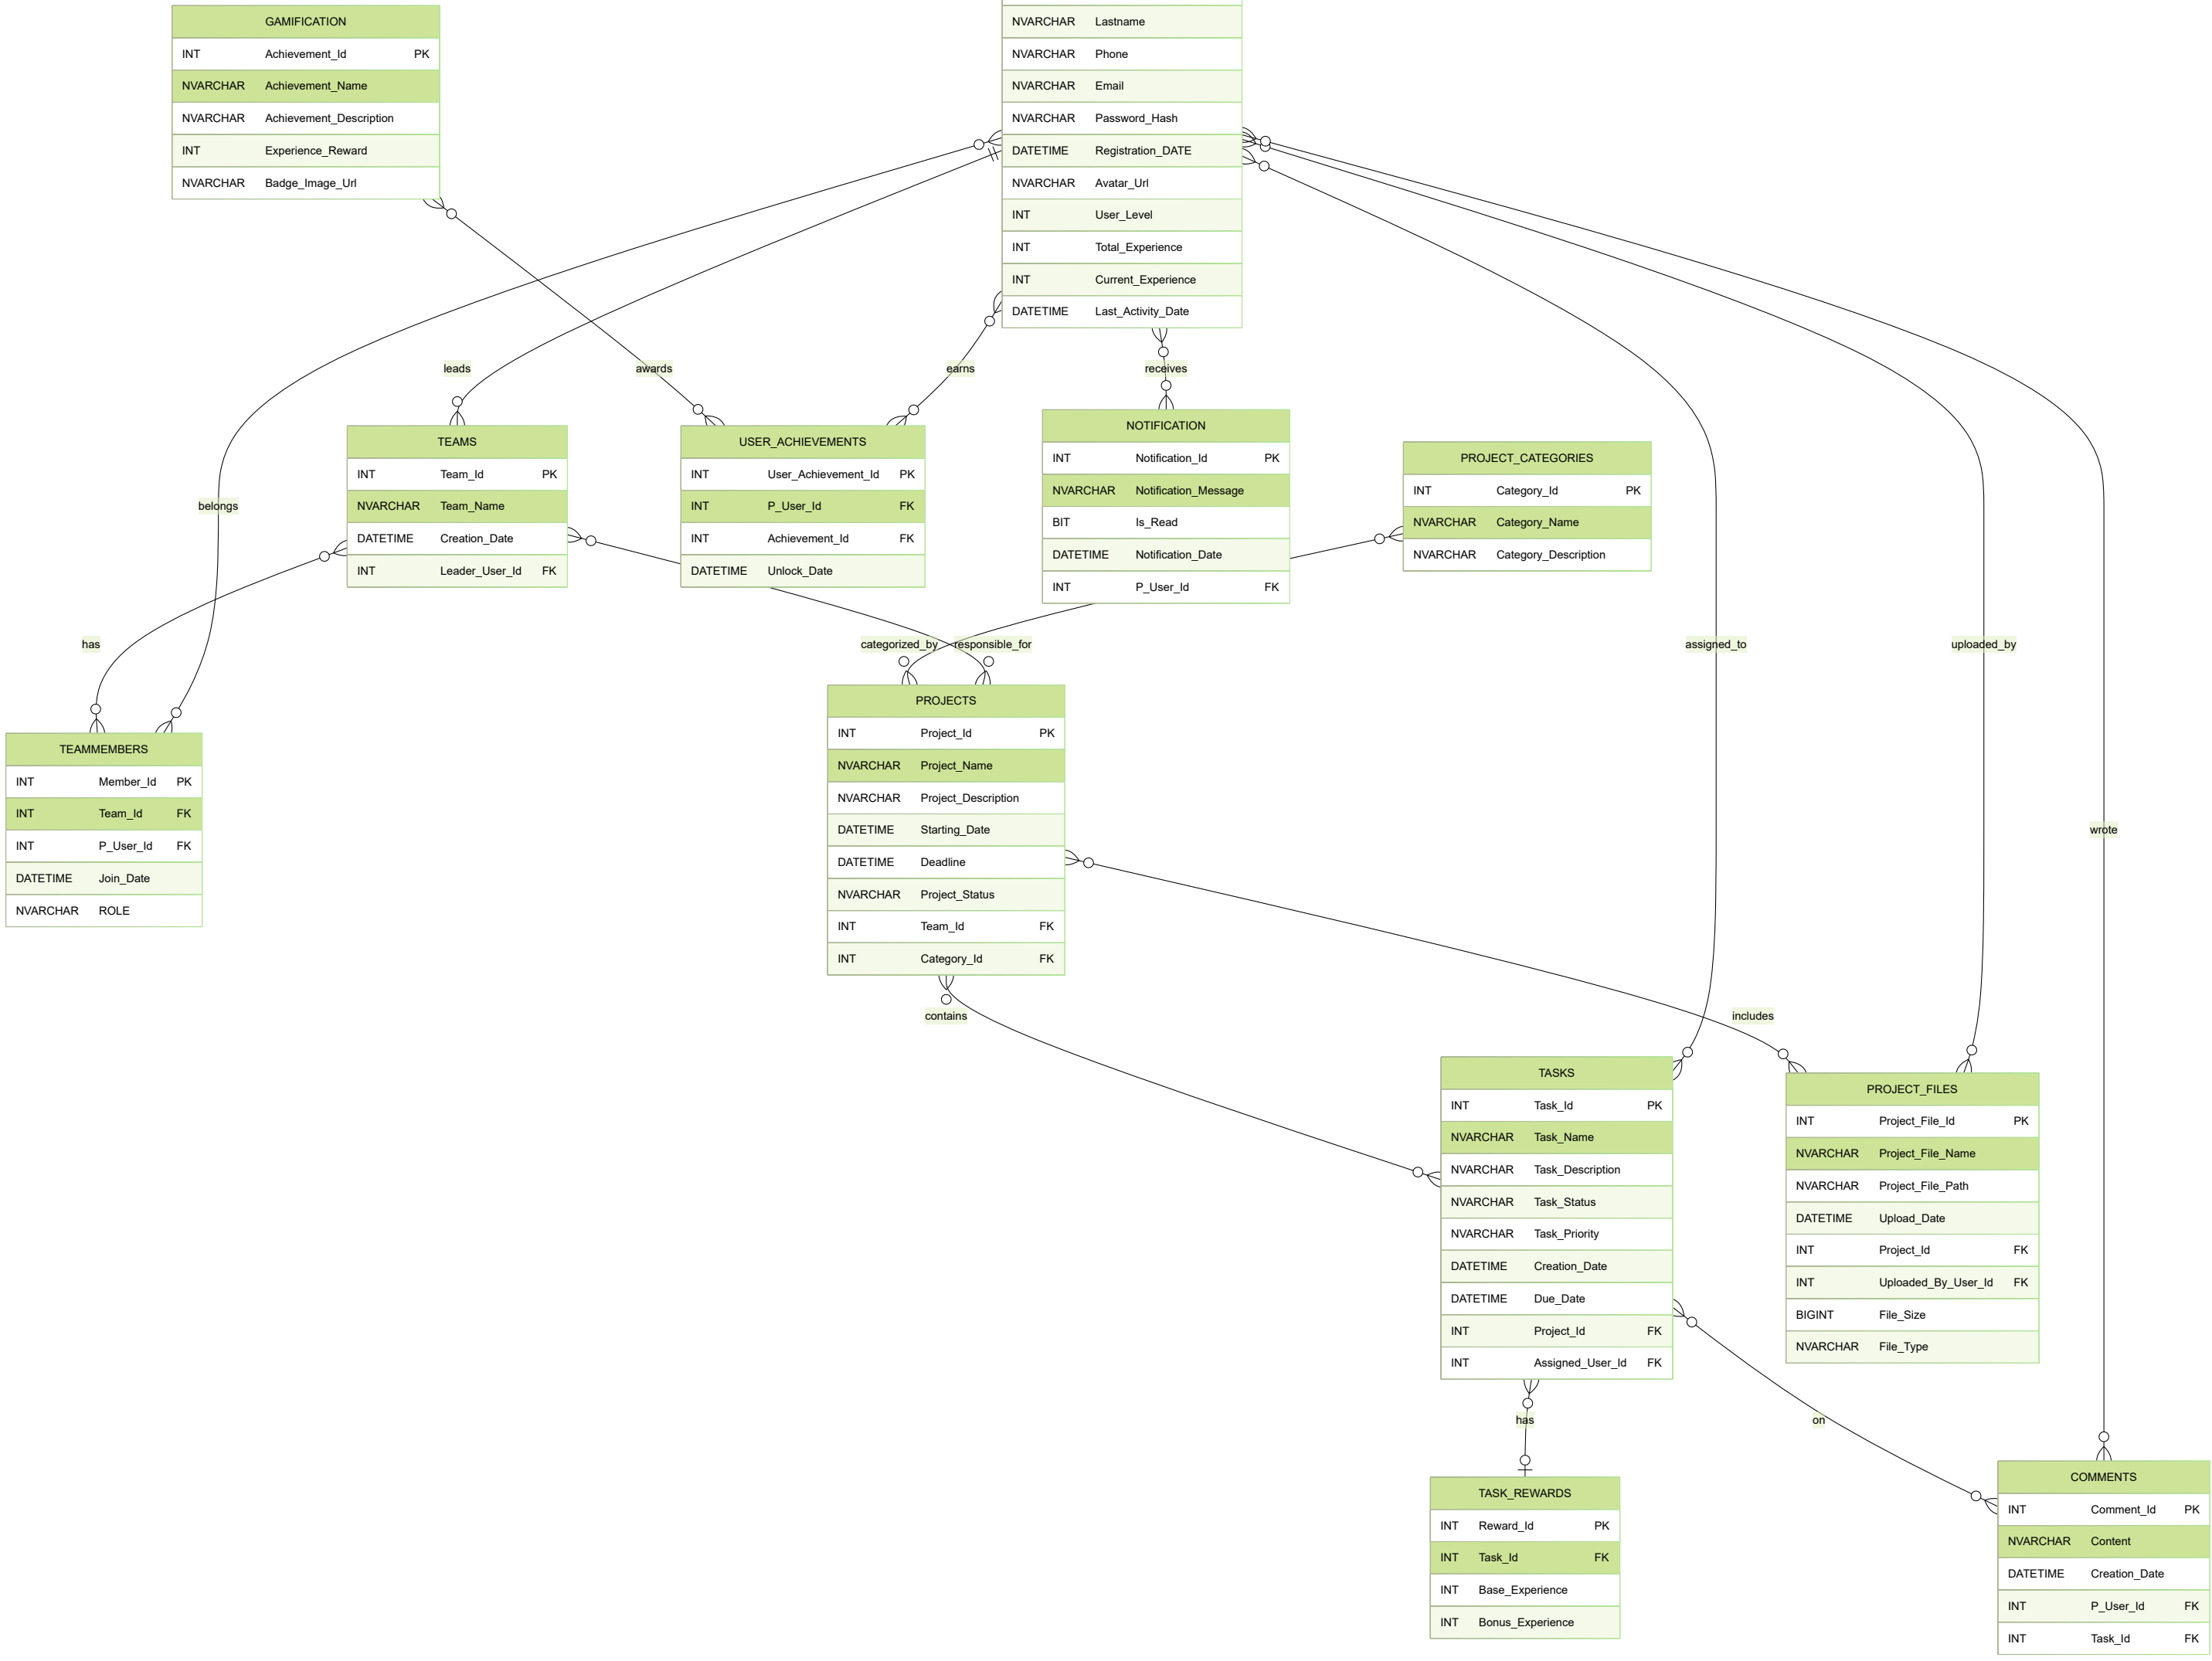 GAMIFICATION
INT Achievement_Id PK
NVARCHAR Achievement_Name
NVARCHAR Achievement_Description
INT Experience_Reward
NVARCHAR Badge_Image_Url
NVARCHAR Lastname
NVARCHAR Phone
NVARCHAR Email
NVARCHAR Password_Hash
DATETIME Registration_DATE
NVARCHAR Avatar_Url
INT User_Level
INT Total_Experience
INT Current_Experience
DATETIME Last_Activity_Date
leads
awards
earns
receives
TEAMS
INT Team_Id PK
NVARCHAR Team_Name
DATETIME Creation_Date
INT Leader_User_Id FK
USER_ACHIEVEMENTS
INT User_Achievement_Id PK
INT P_User_Id FK
INT Achievement_Id FK
DATETIME Unlock_Date
NOTIFICATION
INT Notification_Id PK
NVARCHAR Notification_Message
BIT Is_Read
DATETIME Notification_Date
INT P_User_Id FK
PROJECT_CATEGORIES
INT Category_Id PK
NVARCHAR Category_Name
NVARCHAR Category_Description
belongs
has
categorized_by
responsible_for
assigned_to
uploaded_by
TEAMMEMBERS
INT Member_Id PK
INT Team_Id FK
INT P_User_Id FK
DATETIME Join_Date
NVARCHAR ROLE
PROJECTS
INT Project_Id PK
NVARCHAR Project_Name
NVARCHAR Project_Description
DATETIME Starting_Date
DATETIME Deadline
NVARCHAR Project_Status
INT Team_Id FK
INT Category_Id FK
wrote
contains
includes
TASKS
INT Task_Id PK
NVARCHAR Task_Name
NVARCHAR Task_Description
NVARCHAR Task_Status
NVARCHAR Task_Priority
DATETIME Creation_Date
DATETIME Due_Date
INT Project_Id FK
INT Assigned_User_Id FK
PROJECT_FILES
INT Project_File_Id PK
NVARCHAR Project_File_Name
NVARCHAR Project_File_Path
DATETIME Upload_Date
INT Project_Id FK
INT Uploaded_By_User_Id FK
BIGINT File_Size
NVARCHAR File_Type
has
on
TASK_REWARDS
INT Reward_Id PK
INT Task_Id FK
INT Base_Experience
INT Bonus_Experience
COMMENTS
INT Comment_Id PK
NVARCHAR Content
DATETIME Creation_Date
INT P_User_Id FK
INT Task_Id FK